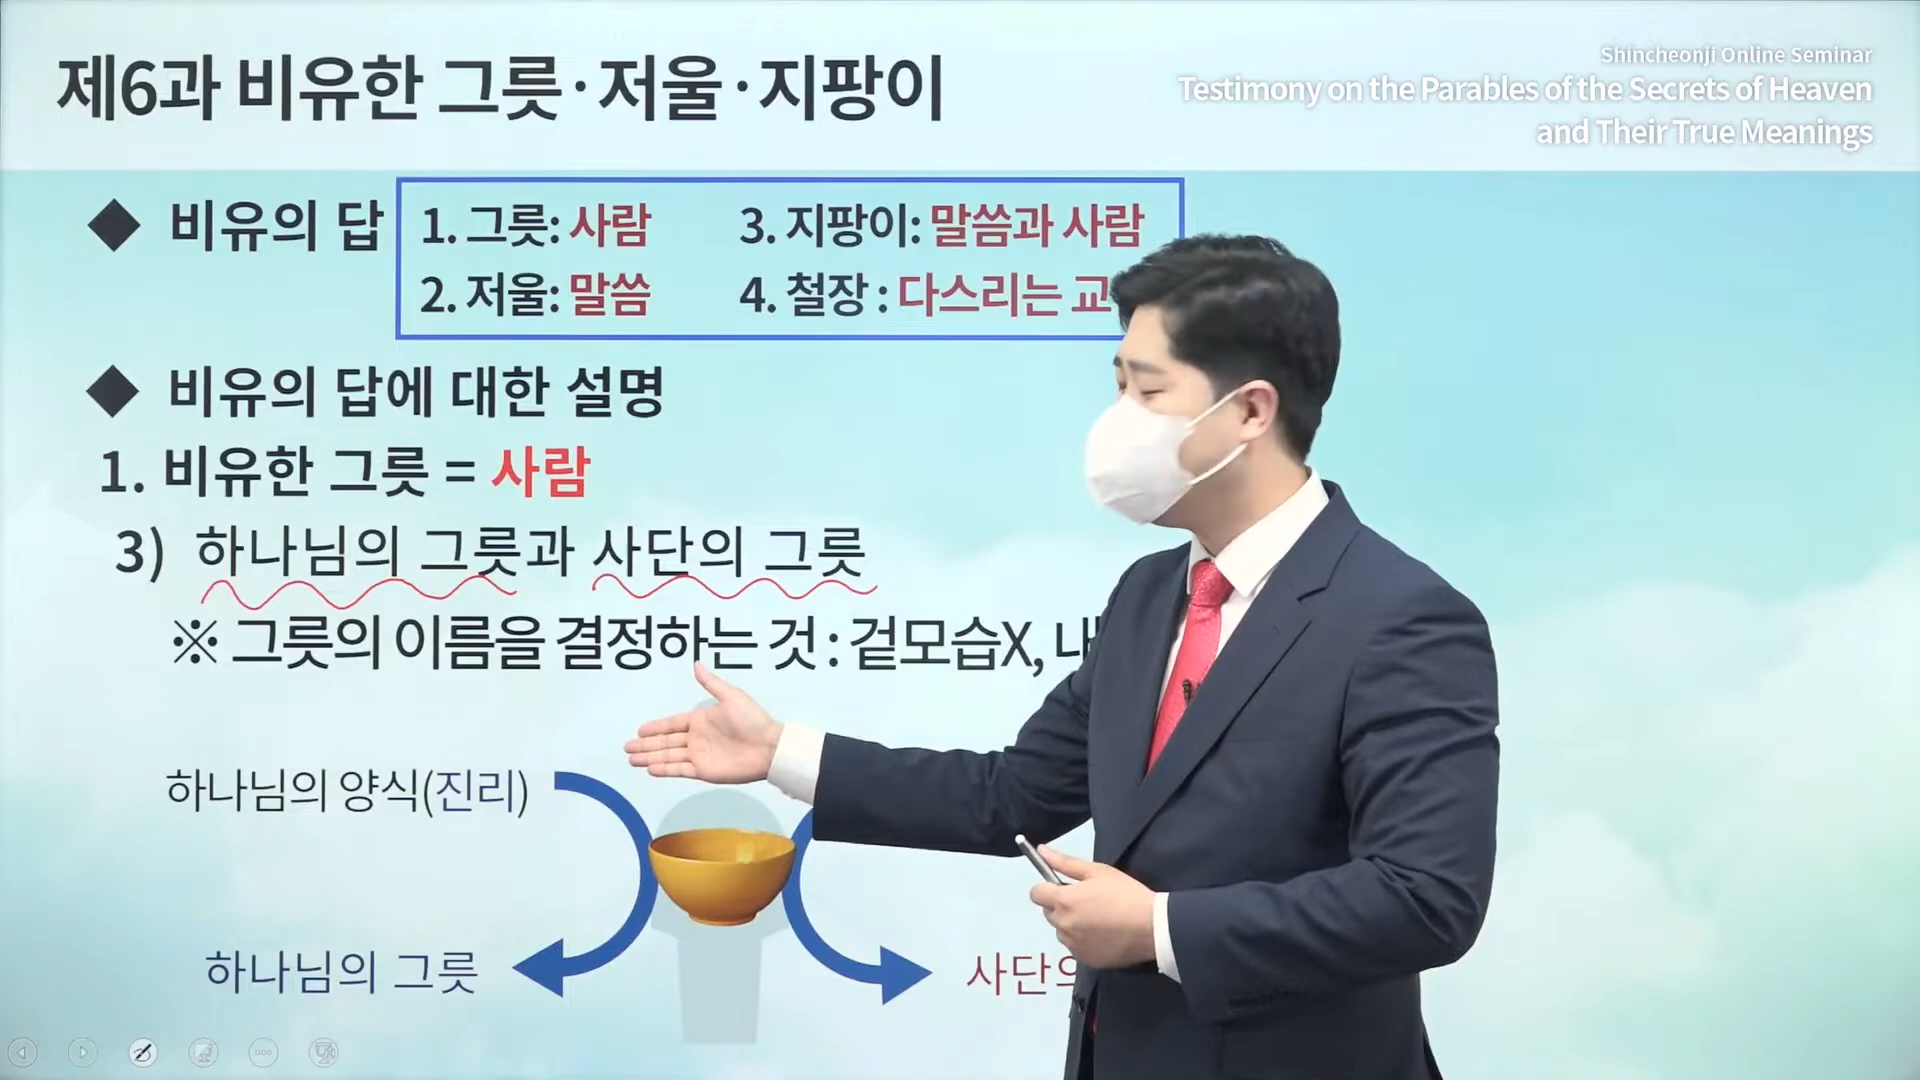 제6과 비유한 그릇·저울·지팡이
Shincheonji Online Seminar
Testimony on the Parables of the Secrets of Heaven
and Their True Meanings
◆ 비유의 답
1. 그릇: 사람
3. 지팡이: 말씀과 사람
2. 저울: 말씀
4. 철장 : 다스리는 교
◆ 비유의 답에 대한 설명
1. 비유한 그릇 = 사람
3) 하나님의 그릇과 사단의 그릇
※ 그릇의 이름을 결정하는 것 : 겉모습X,
하나님의 양식(진리)
하나님의 그릇
사단의